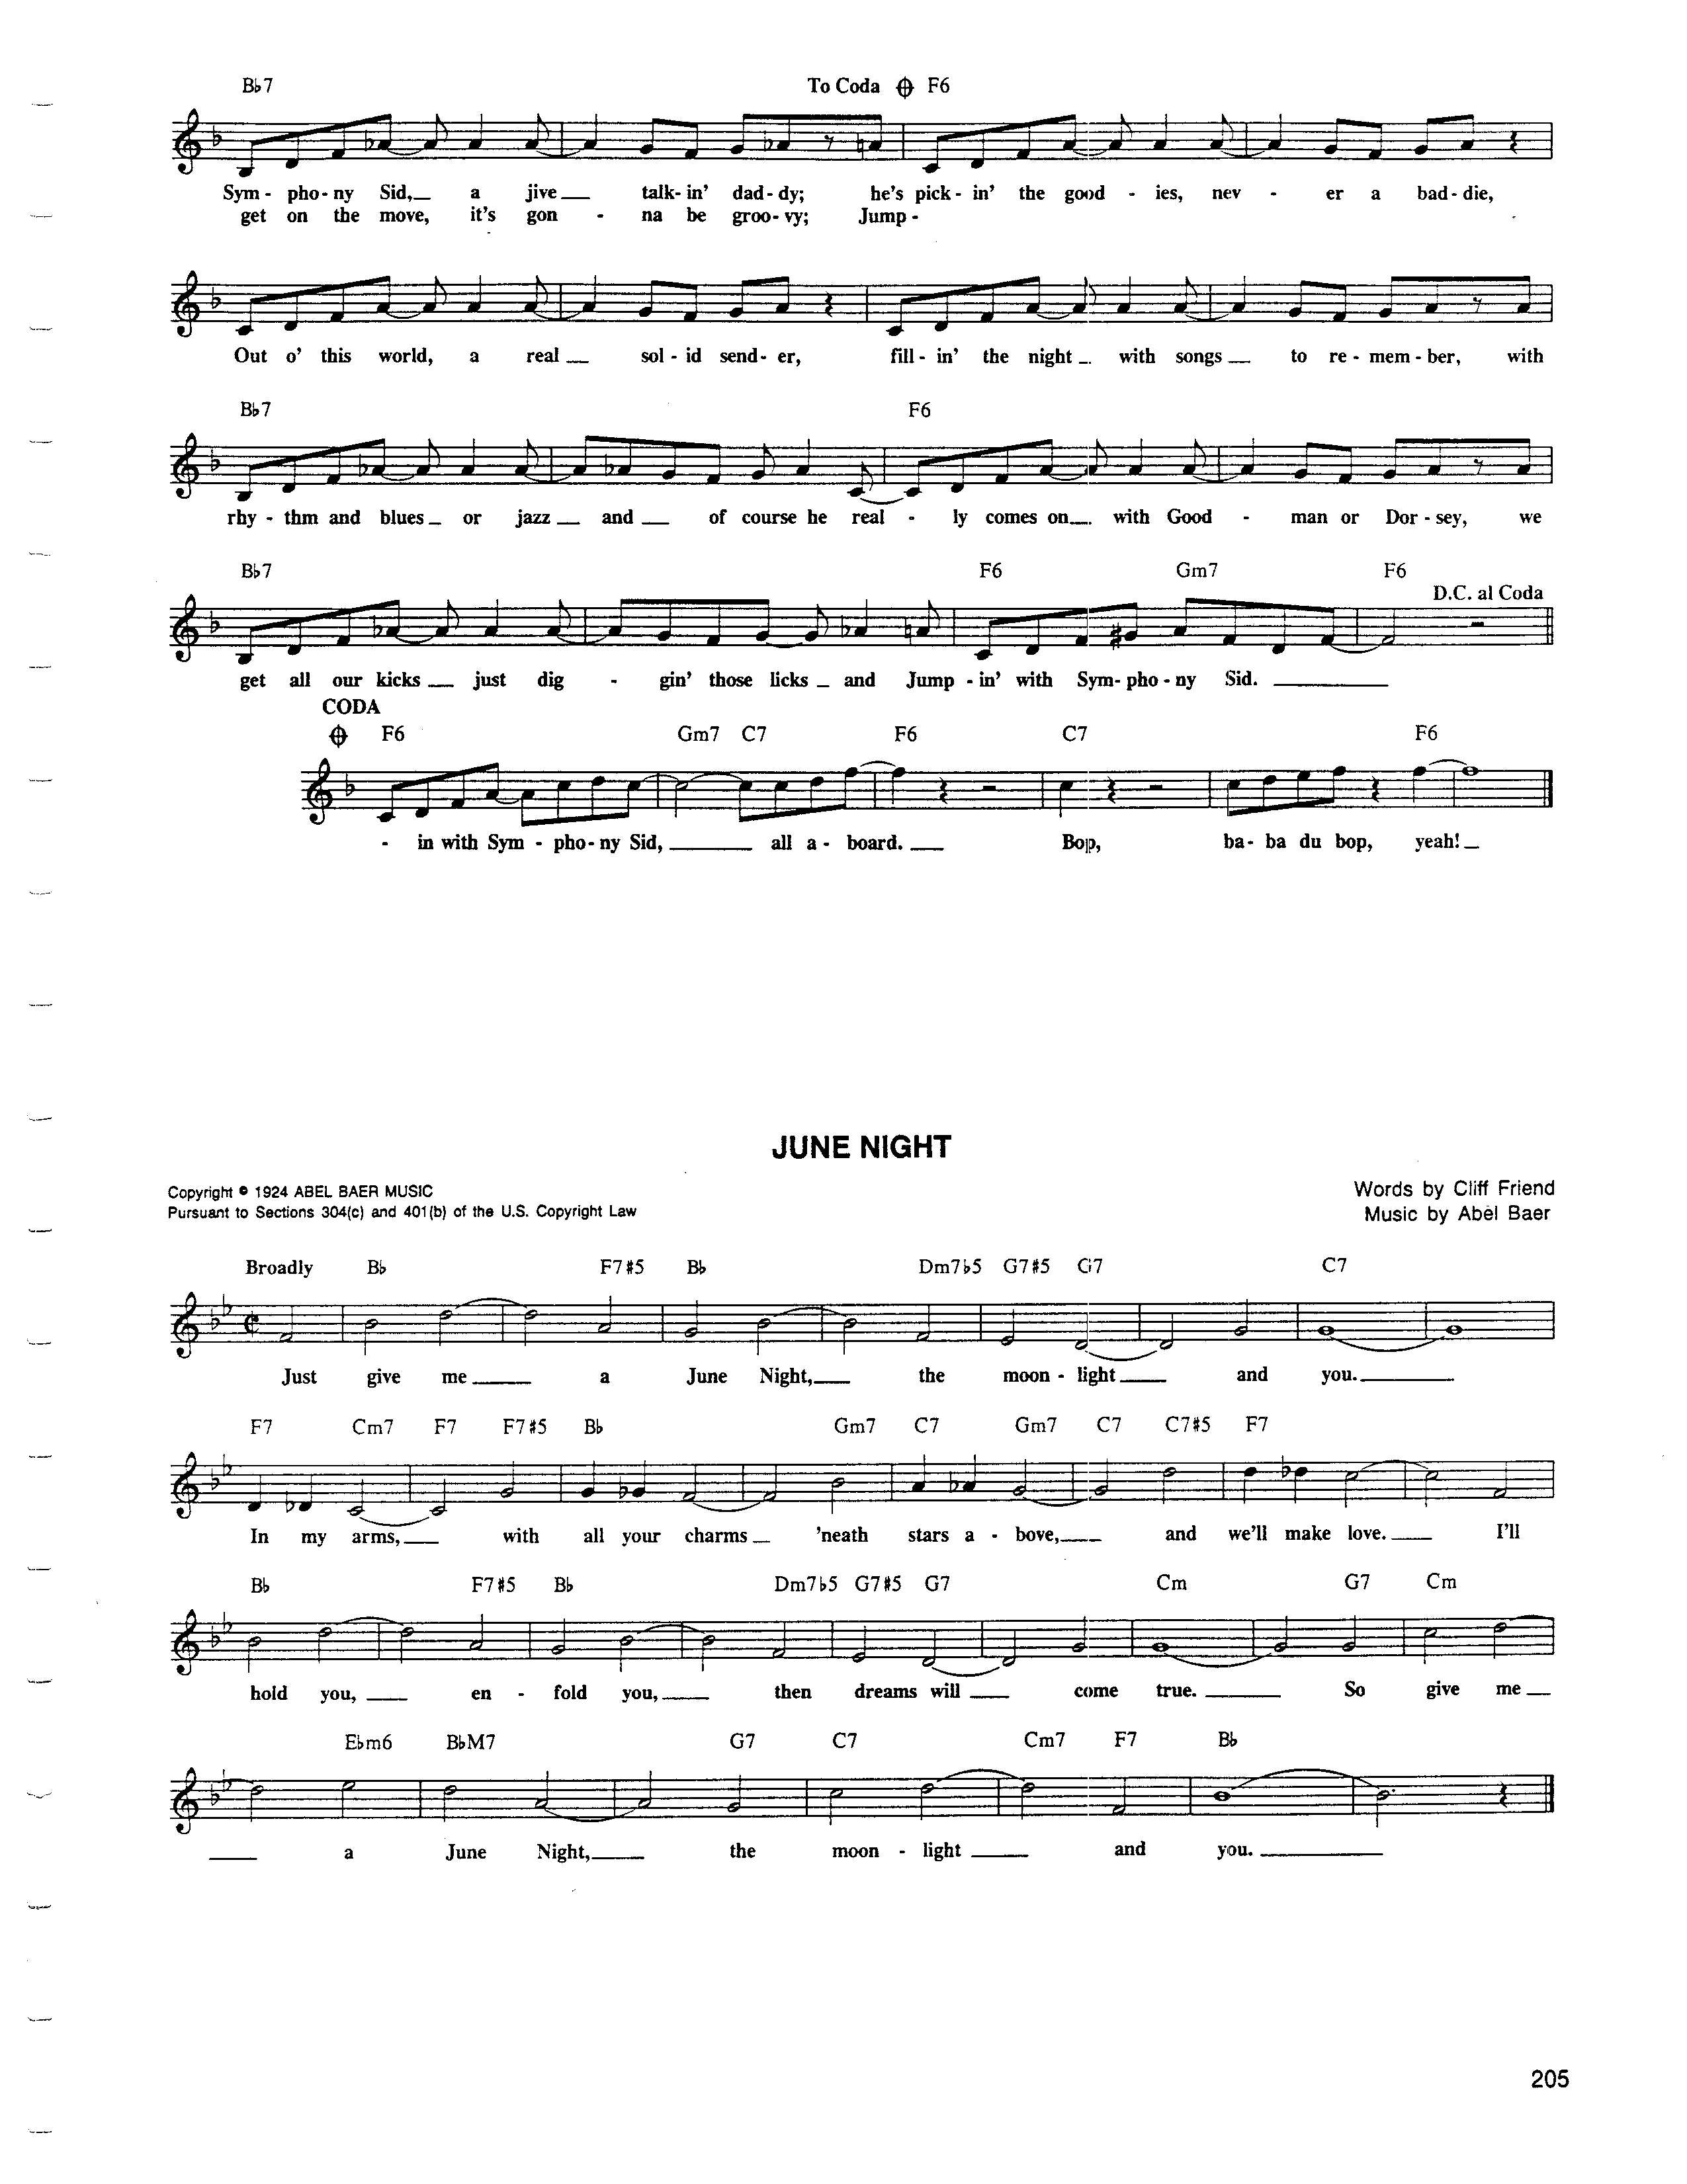 B♭7 To Coda F6
Sym - pho - ny Sid, a jive talk - in' dad - dy; he's pick - in' the good - ies, nev - er a bad - die,
get on the move, it's gon - na be groo - vy; Jump -
Out o' this world, a real sol - id send - er, fill - in' the night with songs to re - mem - ber, with
B♭7 F6
rhy - thm and blues or jazz and of course he real - ly comes on with Good - man or Dor - sey, we
B♭7 F6 Gm7 F6
D.C. al Coda
get all our kicks just dig - gin' those licks and Jump - in' with Sym - pho - ny Sid.
CODA
F6 Gm7 C7 F6 C7 F6
- in with Sym - pho - ny Sid, all a - board. Bop, ba - ba du bop, yeah!
JUNE NIGHT
Copyright © 1924 ABEL BAER MUSIC
Pursuant to Sections 304(c) and 401(b) of the U.S. Copyright Law
Words by Cliff Friend
Music by Abel Baer
Broadly B♭ F7♯5 B♭ Dm7♭5 G7♯5 G7 C7
Just give me a June Night, the moon - light and you.
F7 Cm7 F7 F7♯5 B♭ Gm7 C7 Gm7 C7 C7♯5 F7
In my arms, with all your charms 'neath stars a - bove, and we'll make love. I'll
B♭ F7♯5 B♭ Dm7♭5 G7♯5 G7 Cm G7 Cm
hold you, en - fold you, then dreams will come true. So give me
E♭m6 B♭M7 G7 C7 Cm7 F7 B♭
a June Night, the moon - light and you.
205